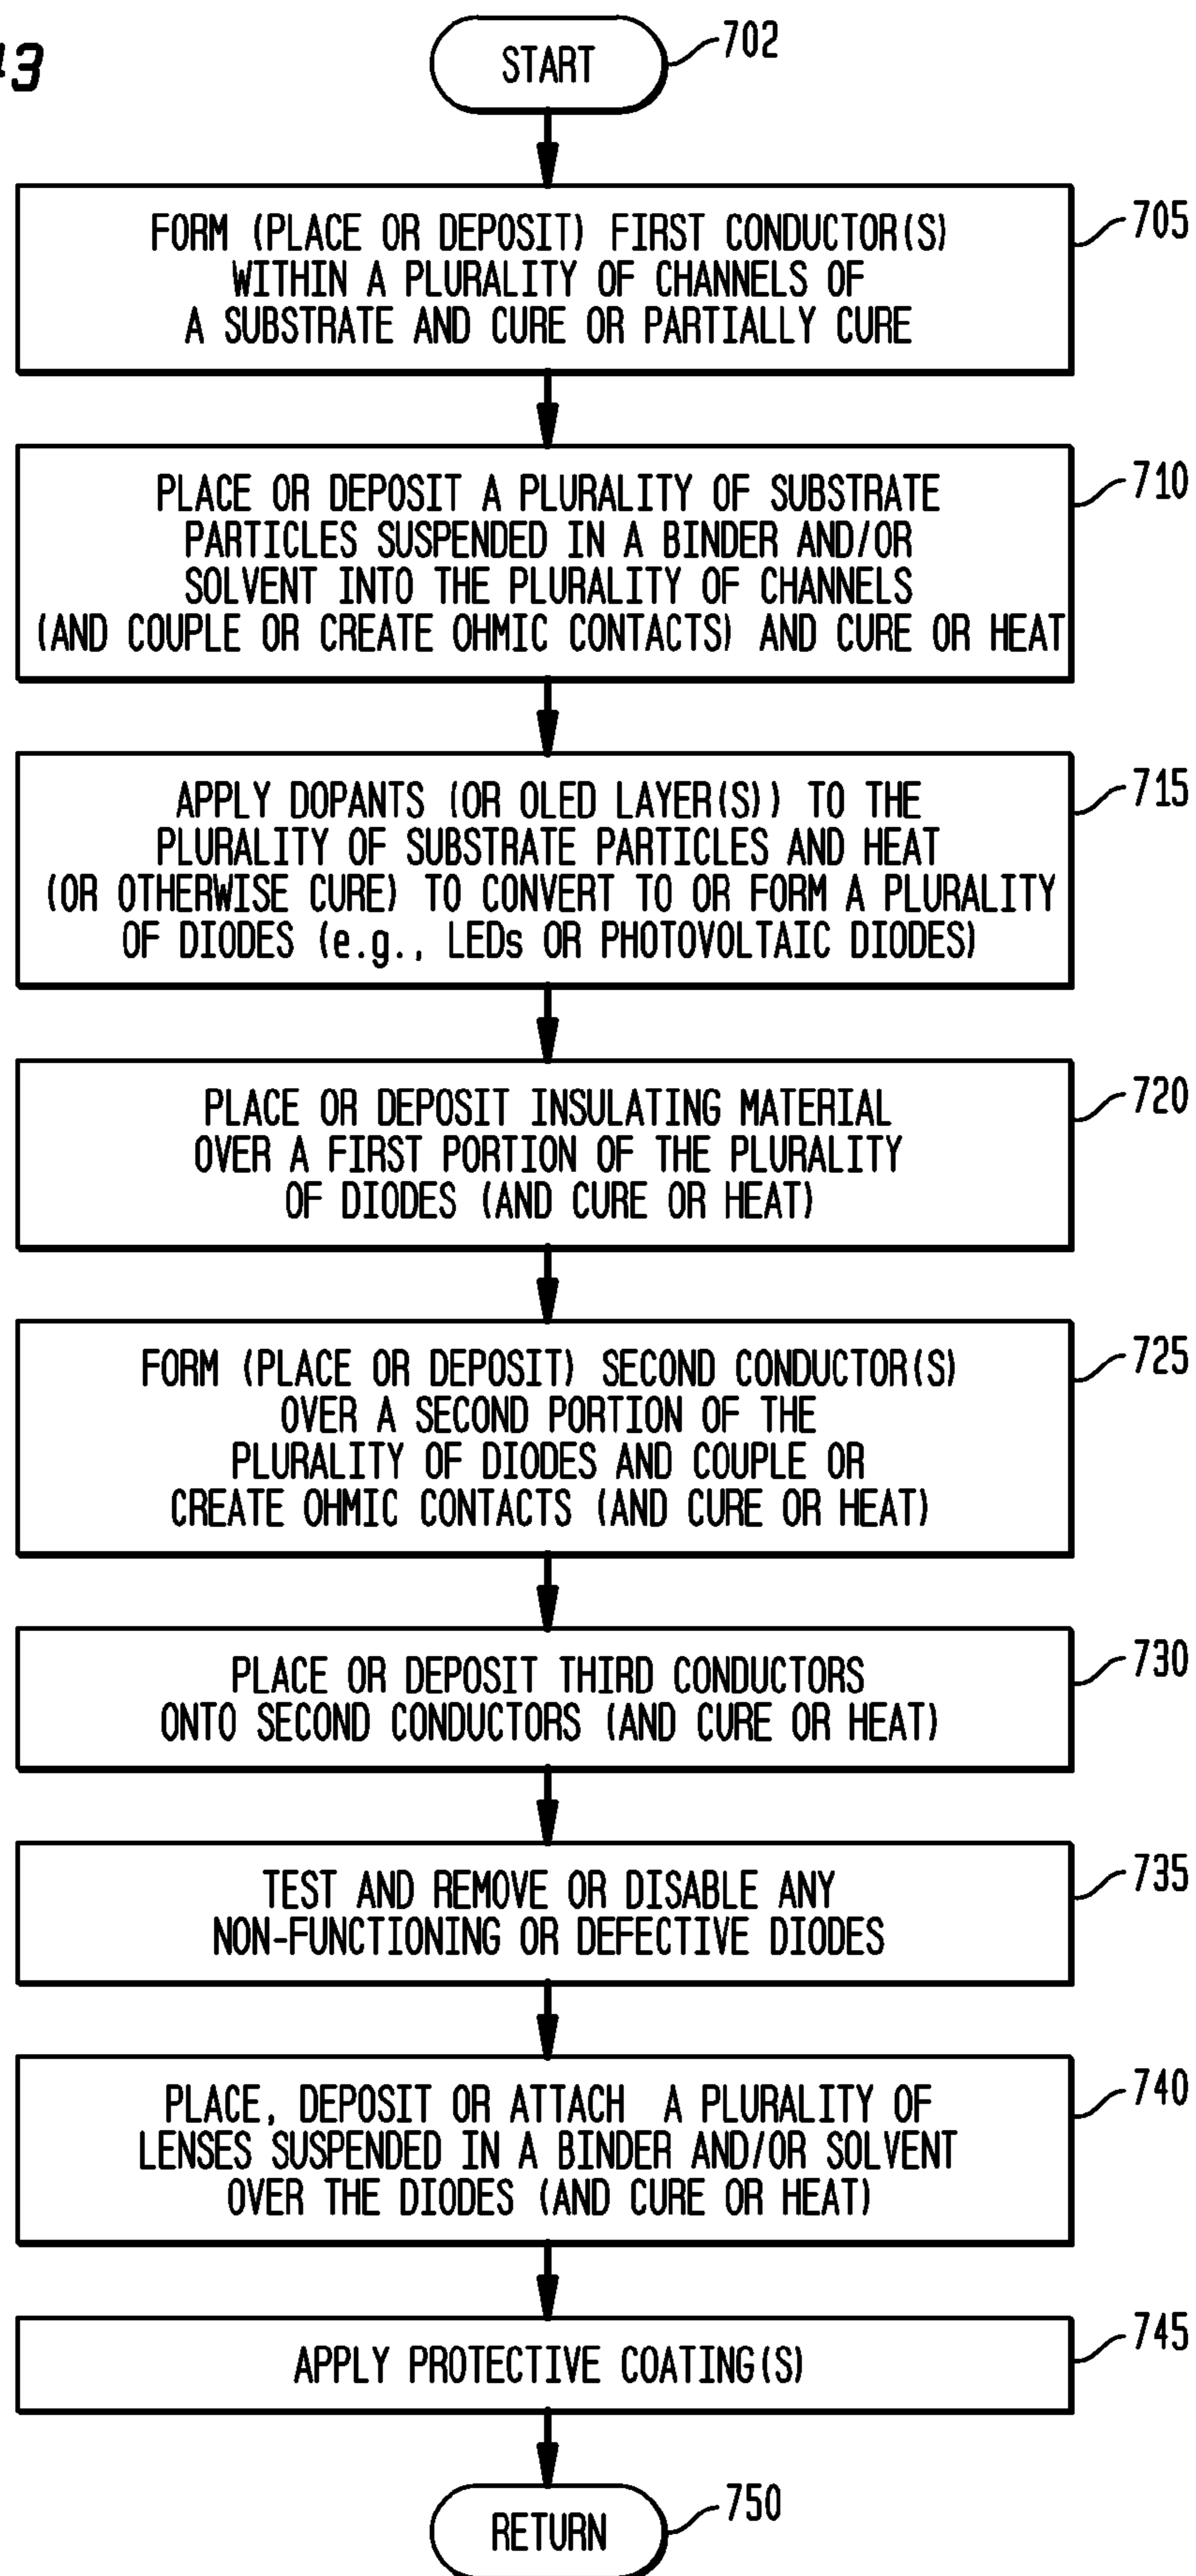 START
702
FORM (PLACE OR DEPOSIT) FIRST CONDUCTOR(S)
WITHIN A PLURALITY OF CHANNELS OF
A SUBSTRATE AND CURE OR PARTIALLY CURE
705
PLACE OR DEPOSIT A PLURALITY OF SUBSTRATE
PARTICLES SUSPENDED IN A BINDER AND/OR
SOLVENT INTO THE PLURALITY OF CHANNELS
(AND COUPLE OR CREATE OHMIC CONTACTS) AND CURE OR HEAT
710
APPLY DOPANTS (OR OLED LAYER(S)) TO THE
PLURALITY OF SUBSTRATE PARTICLES AND HEAT
(OR OTHERWISE CURE) TO CONVERT TO OR FORM A PLURALITY
OF DIODES (e.g., LEDs OR PHOTOVOLTAIC DIODES)
715
PLACE OR DEPOSIT INSULATING MATERIAL
OVER A FIRST PORTION OF THE PLURALITY
OF DIODES (AND CURE OR HEAT)
720
FORM (PLACE OR DEPOSIT) SECOND CONDUCTOR(S)
OVER A SECOND PORTION OF THE
PLURALITY OF DIODES AND COUPLE OR
CREATE OHMIC CONTACTS (AND CURE OR HEAT)
725
PLACE OR DEPOSIT THIRD CONDUCTORS
ONTO SECOND CONDUCTORS (AND CURE OR HEAT)
730
TEST AND REMOVE OR DISABLE ANY
NON-FUNCTIONING OR DEFECTIVE DIODES
735
PLACE, DEPOSIT OR ATTACH A PLURALITY OF
LENSES SUSPENDED IN A BINDER AND/OR SOLVENT
OVER THE DIODES (AND CURE OR HEAT)
740
APPLY PROTECTIVE COATING(S)
745
RETURN
750